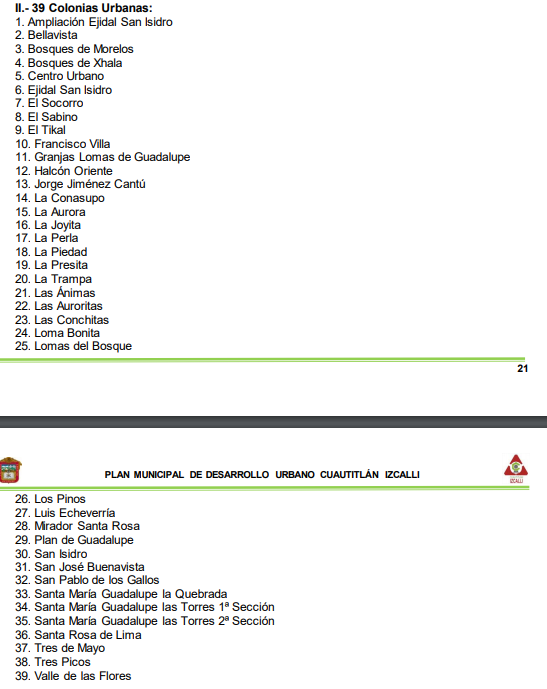 II.- 39 Colonias Urbanas:
1. Ampliación Ejidal San Isidro
2. Bellavista
3. Bosques de Morelos
4. Bosques de Xhala
5. Centro Urbano
6. Ejidal San Isidro
7. El Socorro
8. El Sabino
9. El Tikal
10. Francisco Villa
11. Granjas Lomas de Guadalupe
12. Halcón Oriente
13. Jorge Jiménez Cantú
14. La Conasupo
15. La Aurora
16. La Joyita
17. La Perla
18. La Piedad
19. La Presita
20. La Trampa
21. Las Ánimas
22. Las Auroritas
23. Las Conchitas
24. Loma Bonita
25. Lomas del Bosque
21
PLAN MUNICIPAL DE DESARROLLO URBANO CUAUTITLÁN IZCALLI
IZCALLI
26. Los Pinos
27. Luis Echeverría
28. Mirador Santa Rosa
29. Plan de Guadalupe
30. San Isidro
31. San José Buenavista
32. San Pablo de los Gallos
33. Santa María Guadalupe la Quebrada
34. Santa María Guadalupe las Torres 1ª Sección
35. Santa María Guadalupe las Torres 2ª Sección
36. Santa Rosa de Lima
37. Tres de Mayo
38. Tres Picos
39. Valle de las Flores